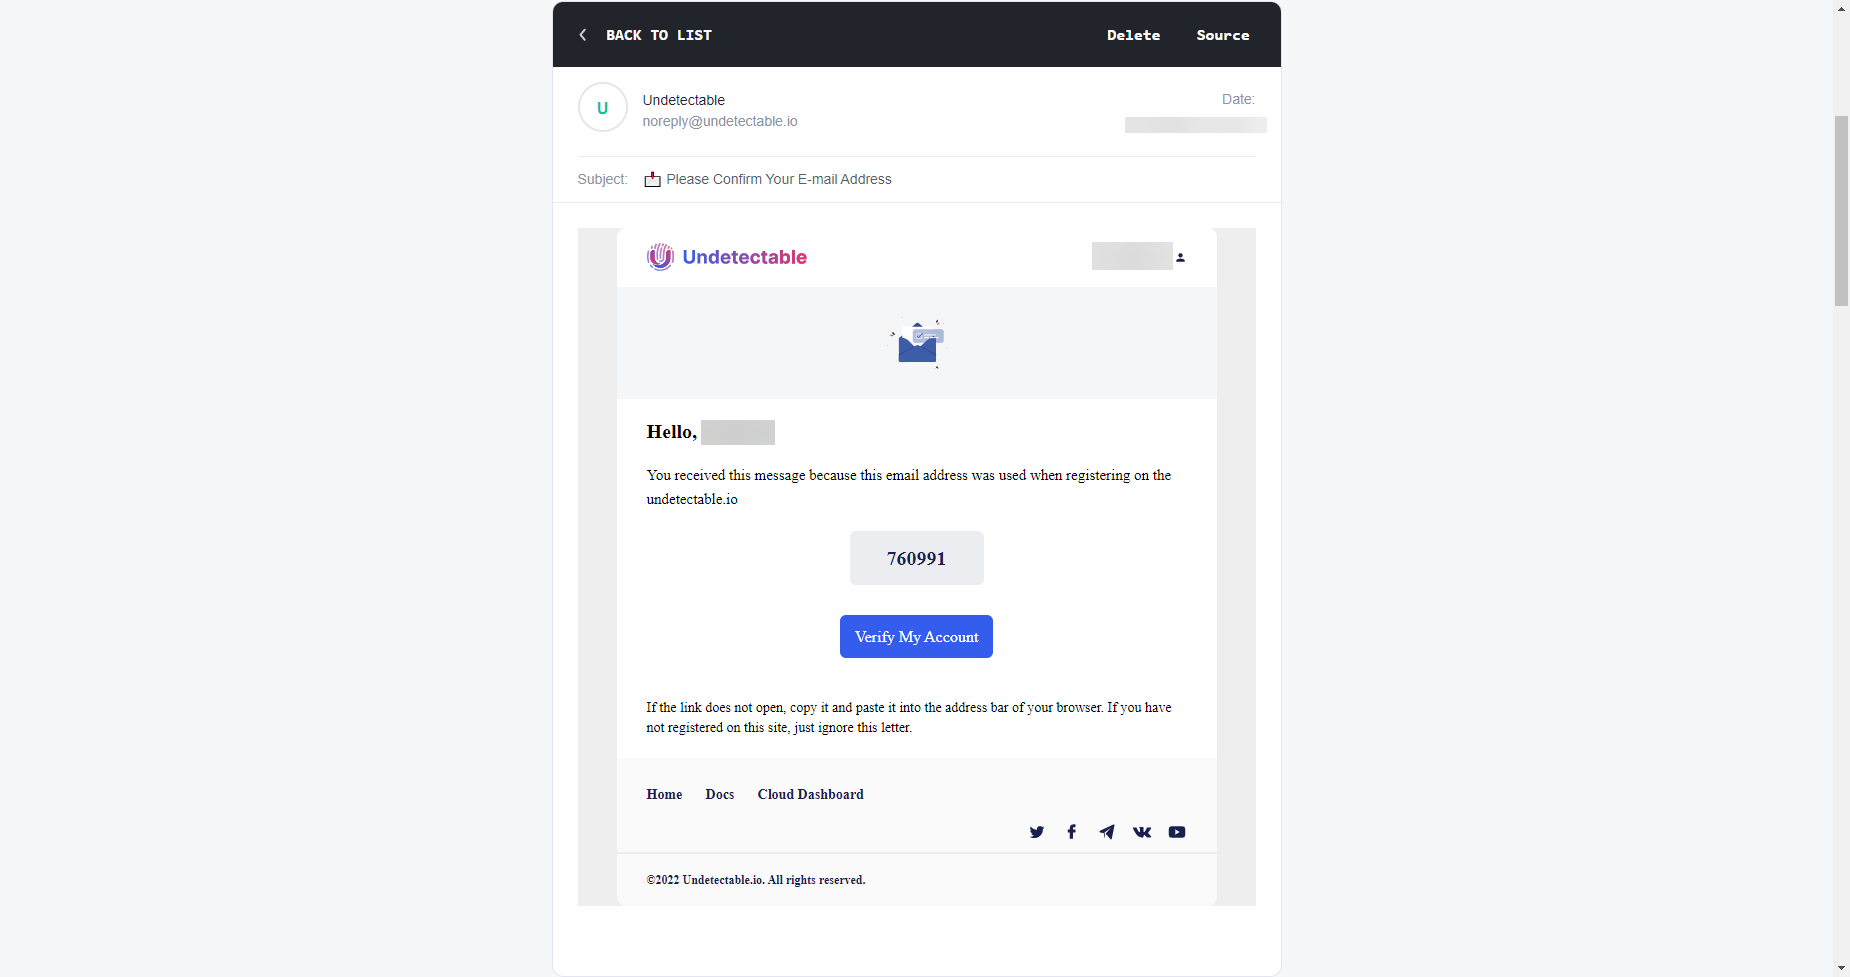 BACK TO LIST Delete Source
U
Undetectable
noreply@undetectable.io
Date:
Subject: Please Confirm Your E-mail Address
Undetectable
Hello,
You received this message because this email address was used when registering on the
undetectable.io
760991
Verify My Account
If the link does not open, copy it and paste it into the address bar of your browser. If you have
not registered on this site, just ignore this letter.
Home Docs Cloud Dashboard
©2022 Undetectable.io. All rights reserved.